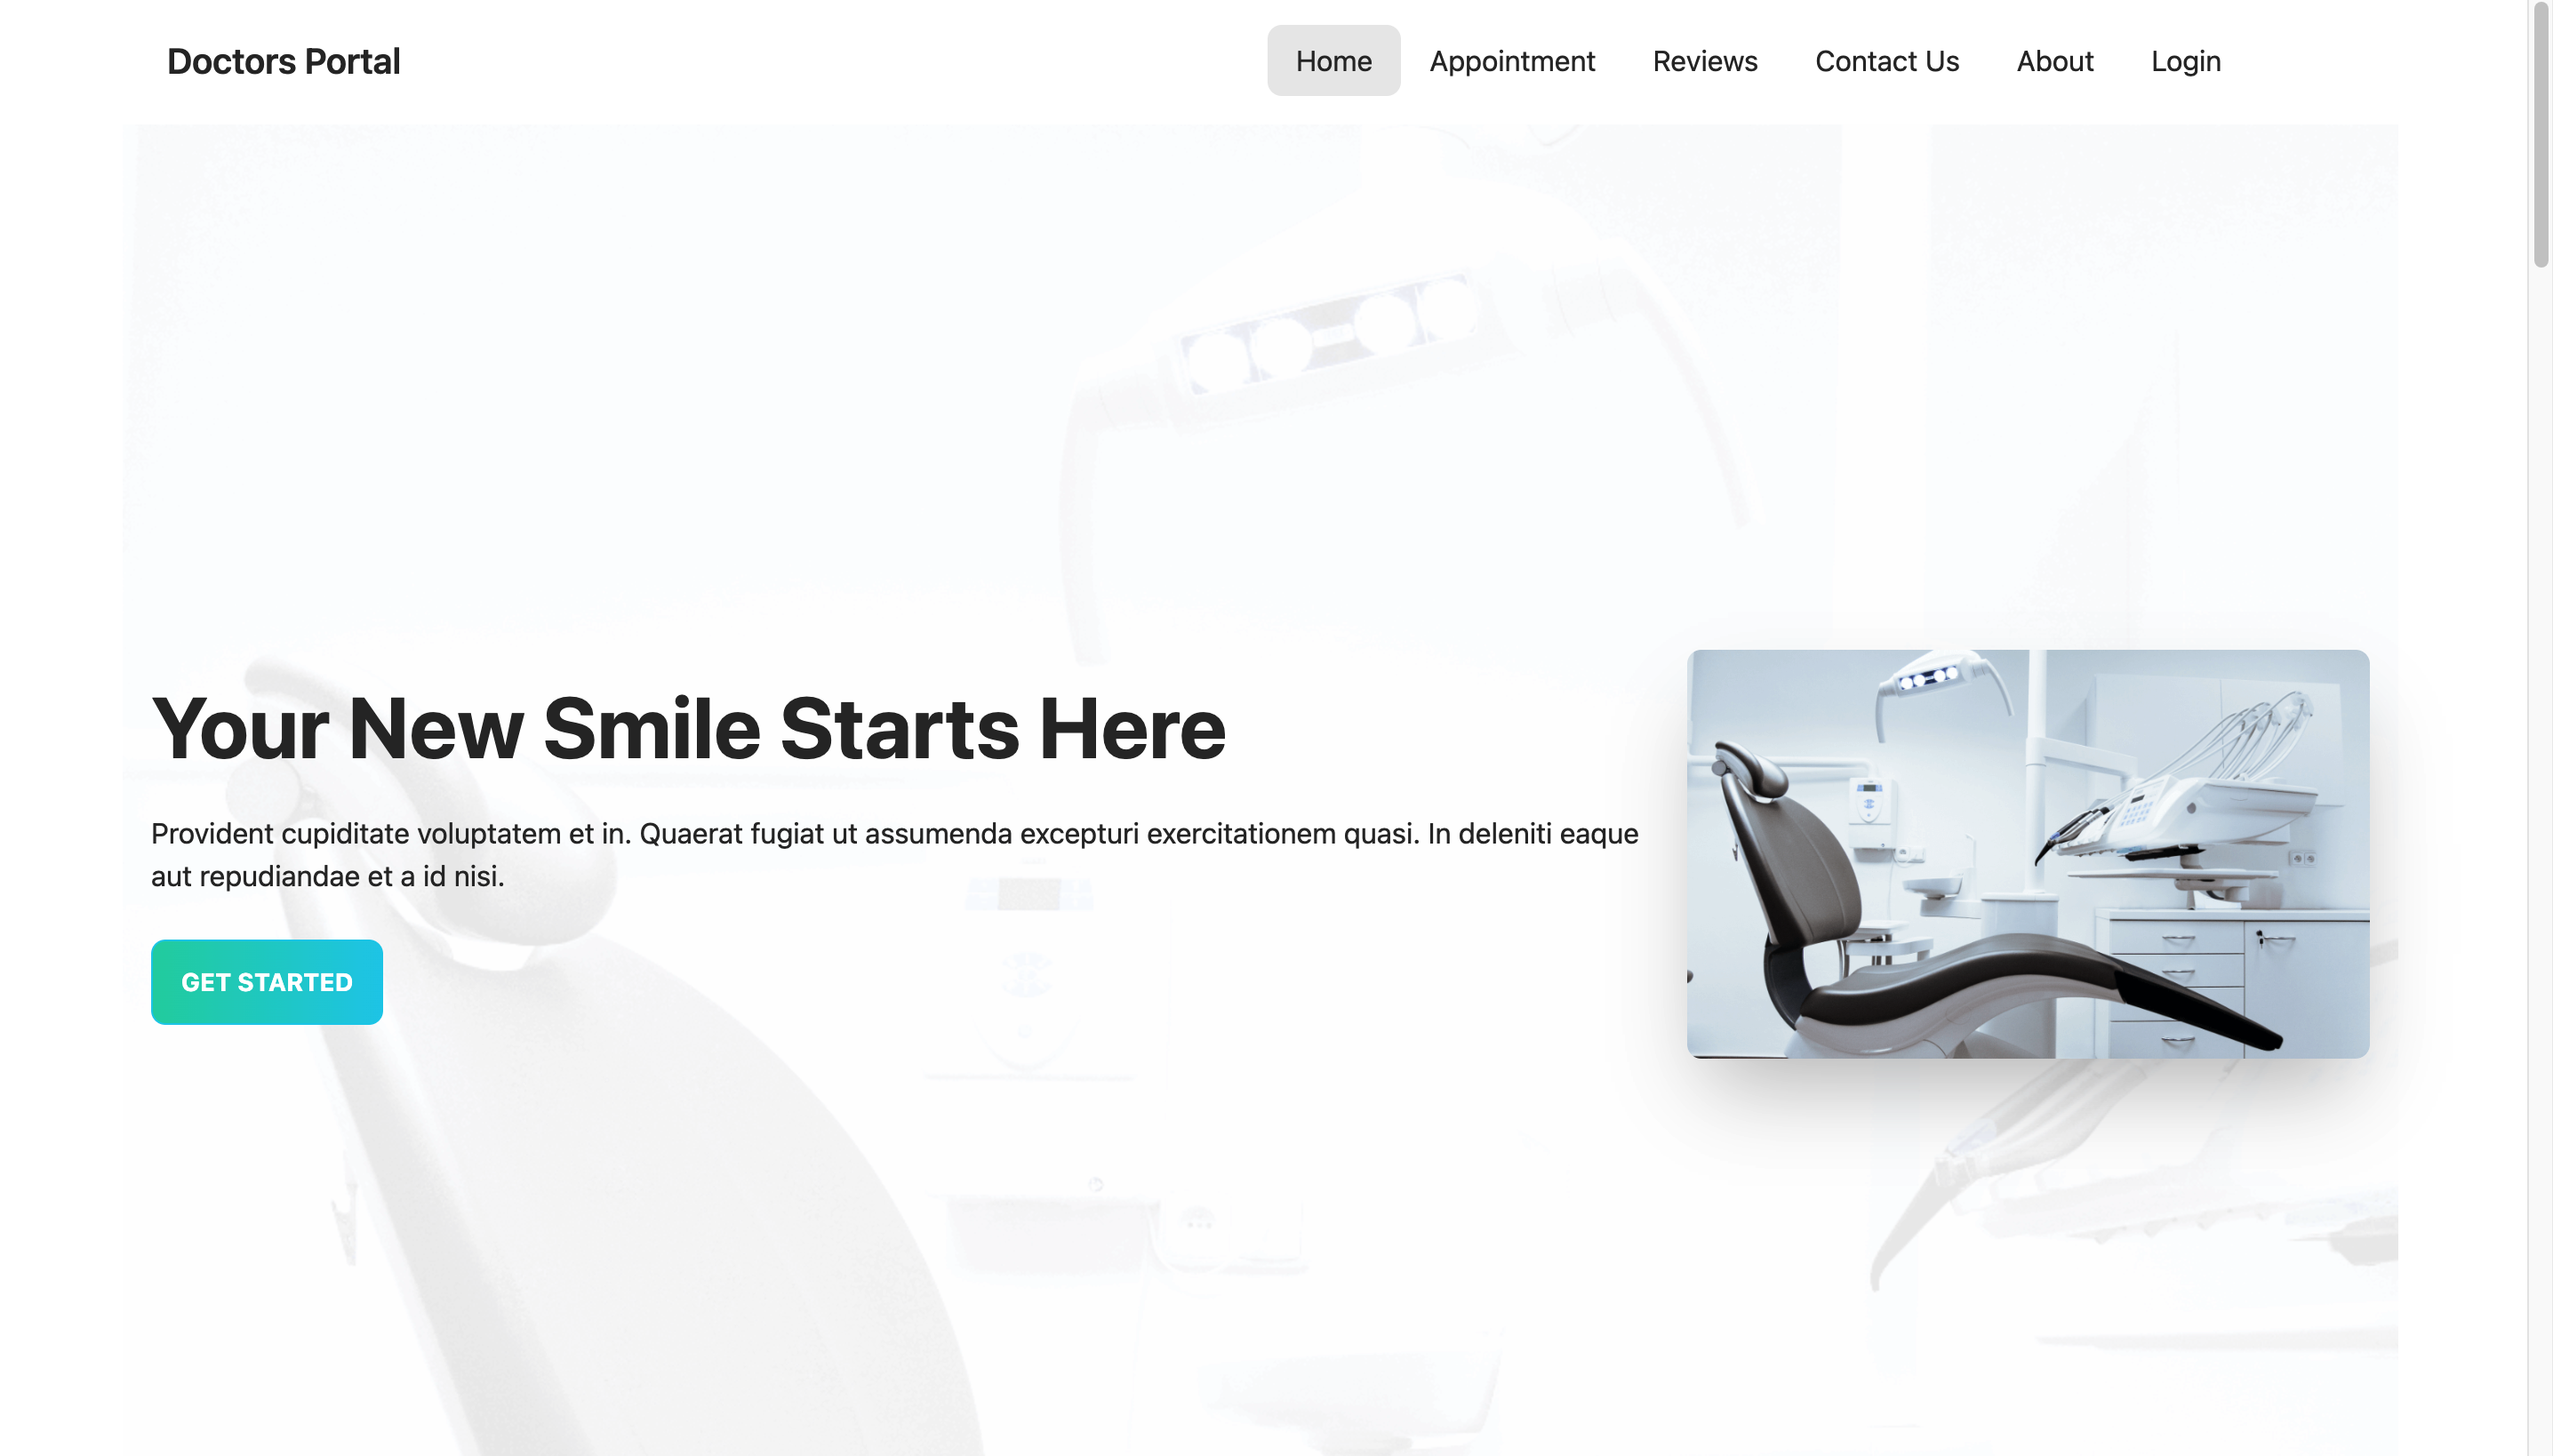 Doctors Portal
Home Appointment Reviews Contact Us About Login
Your New Smile Starts Here
Provident cupiditate voluptatem et in. Quaerat fugiat ut assumenda excepturi exercitationem quasi. In deleniti eaque
aut repudiandae et a id nisi.
GET STARTED